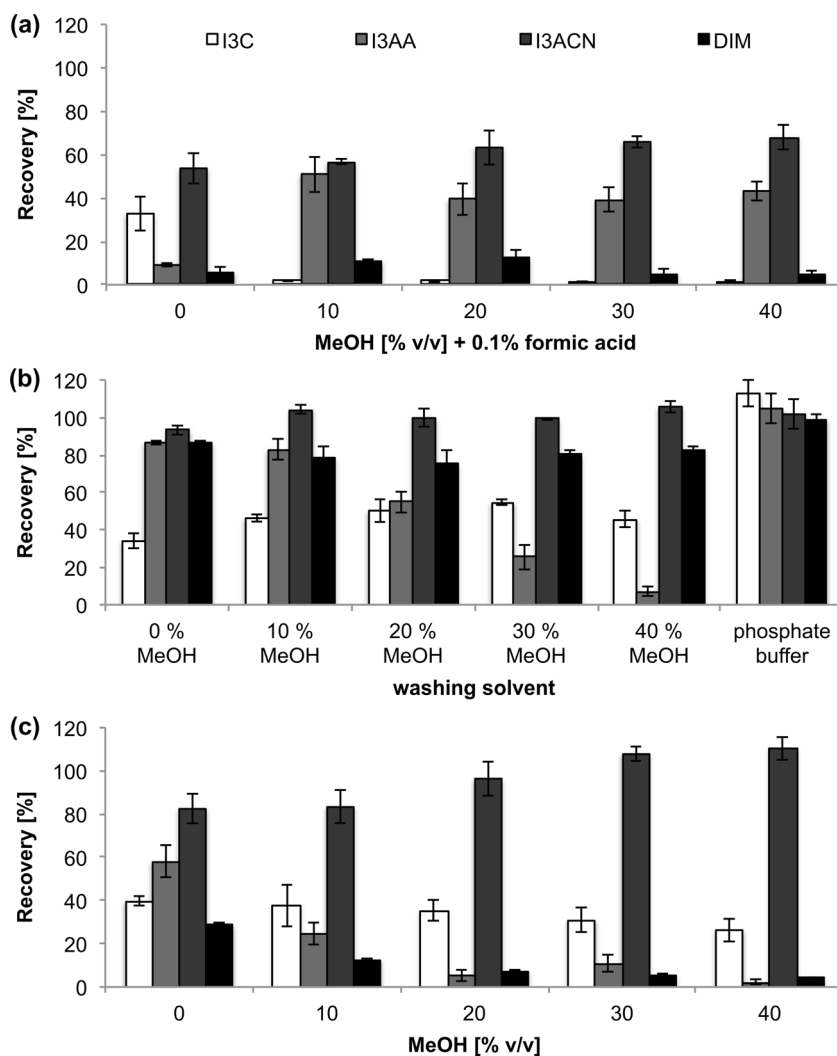 (a)
I3C I3AA I3ACN DIM
Recovery [%]
120
100
80
60
40
20
0
0 10 20 30 40
MeOH [% v/v] + 0.1% formic acid
(b)
Recovery [%]
120
100
80
60
40
20
0
0 % 10 % 20 % 30 % 40 % phosphate
MeOH MeOH MeOH MeOH MeOH buffer
washing solvent
(c)
Recovery [%]
120
100
80
60
40
20
0
0 10 20 30 40
MeOH [% v/v]